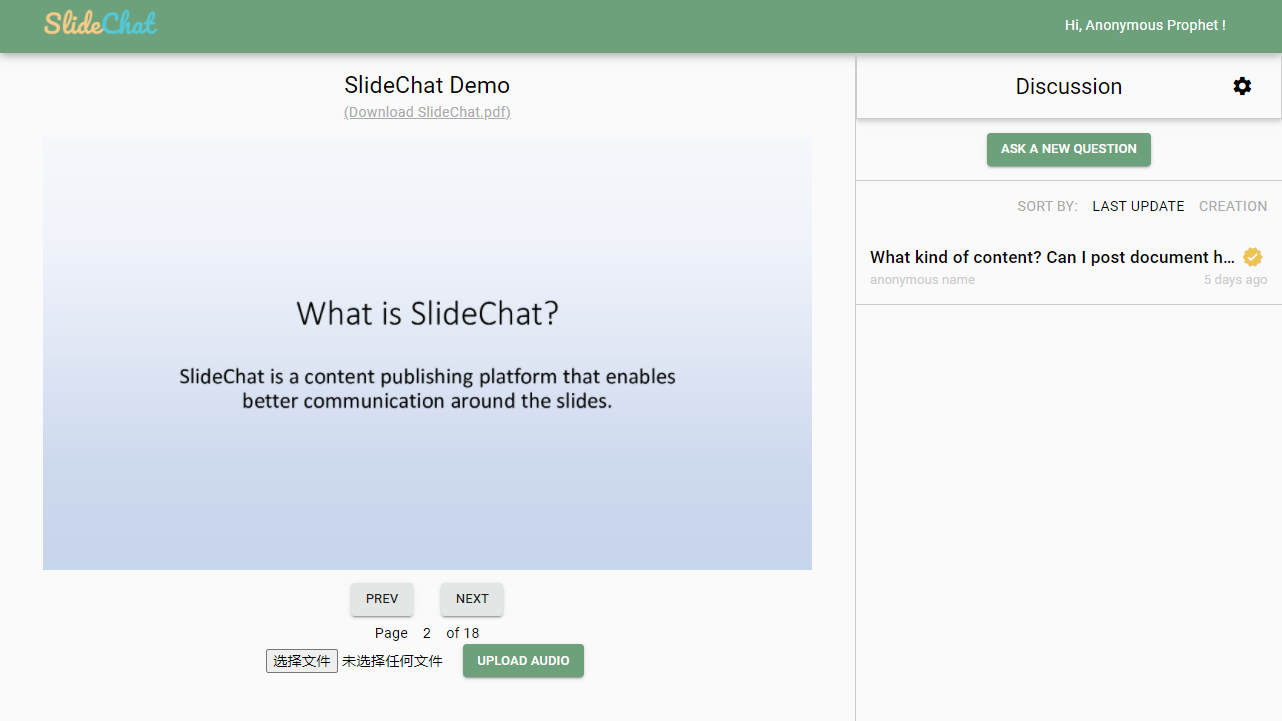 SlideChat
Hi, Anonymous Prophet !
SlideChat Demo
(Download SlideChat.pdf)
What is SlideChat?
SlideChat is a content publishing platform that enables
better communication around the slides.
PREV
NEXT
Page 2 of 18
选择文件 未选择任何文件
UPLOAD AUDIO
Discussion
ASK A NEW QUESTION
SORT BY: LAST UPDATE CREATION
What kind of content? Can I post document h...
anonymous name
5 days ago